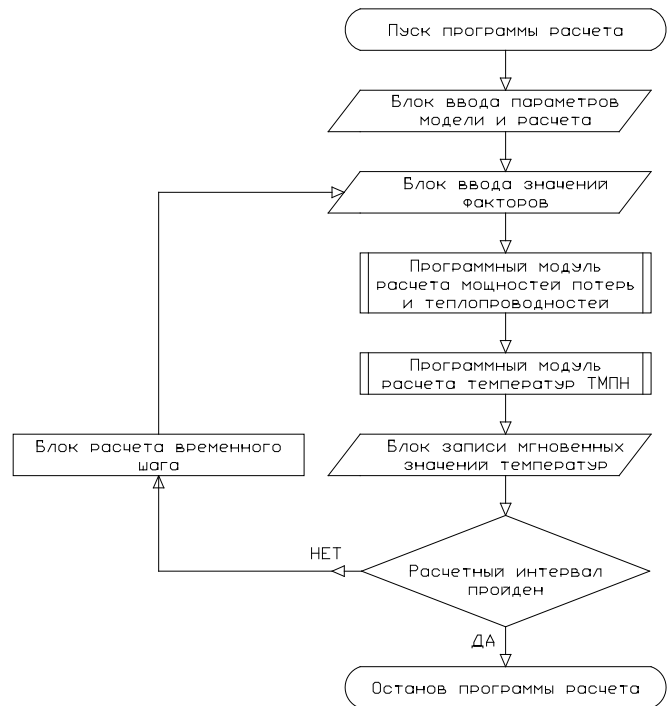 Пуск программы расчета
Блок ввода параметров
модели и расчета
Блок ввода значений
факторов
Программный модуль
расчета мощностей потерь
и теплопроводностей
Программный модуль
расчета температур ТМПН
Блок расчета временного
шага
Блок записи мгновенных
значений температур
НЕТ
Расчетный интервал
пройден
ДА
Останов программы расчета